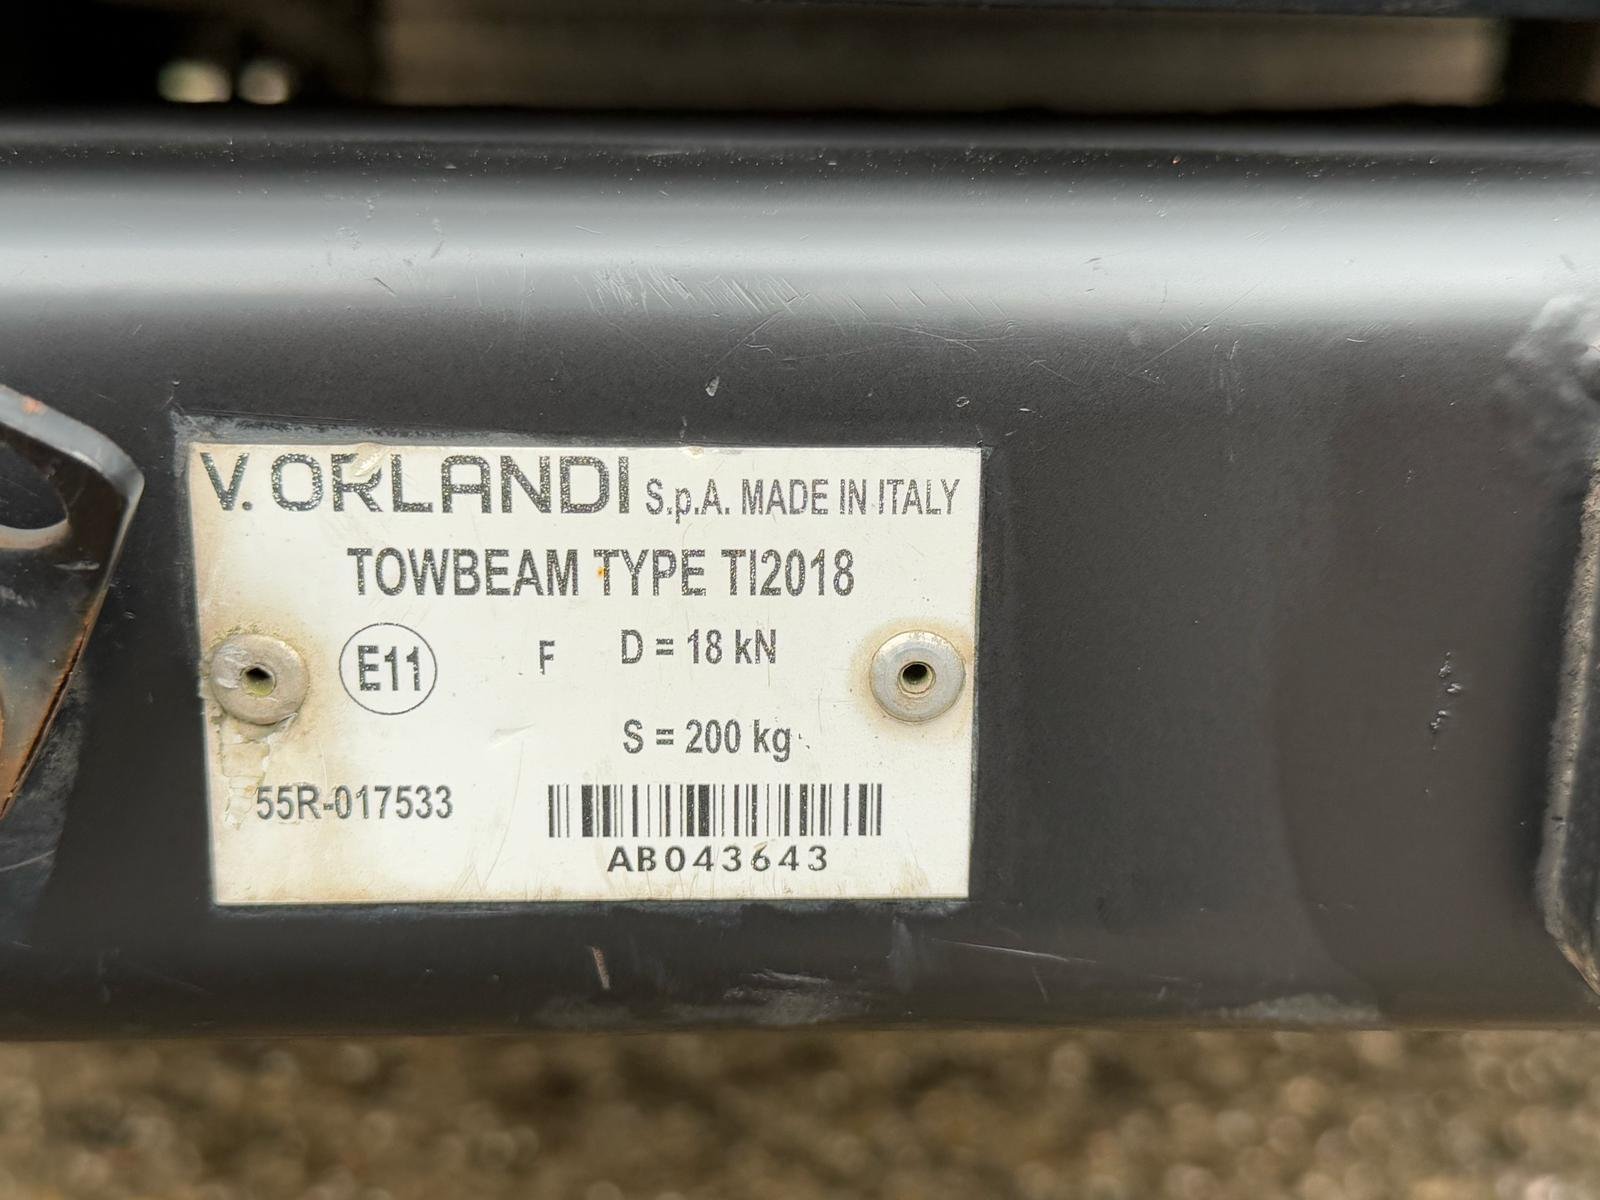 V. ORLANDI S.p.A. MADE IN ITALY
TOWBEAM TYPE TI2018
E11 F D = 18 kN
S = 200 kg
55R-017533
AB043643